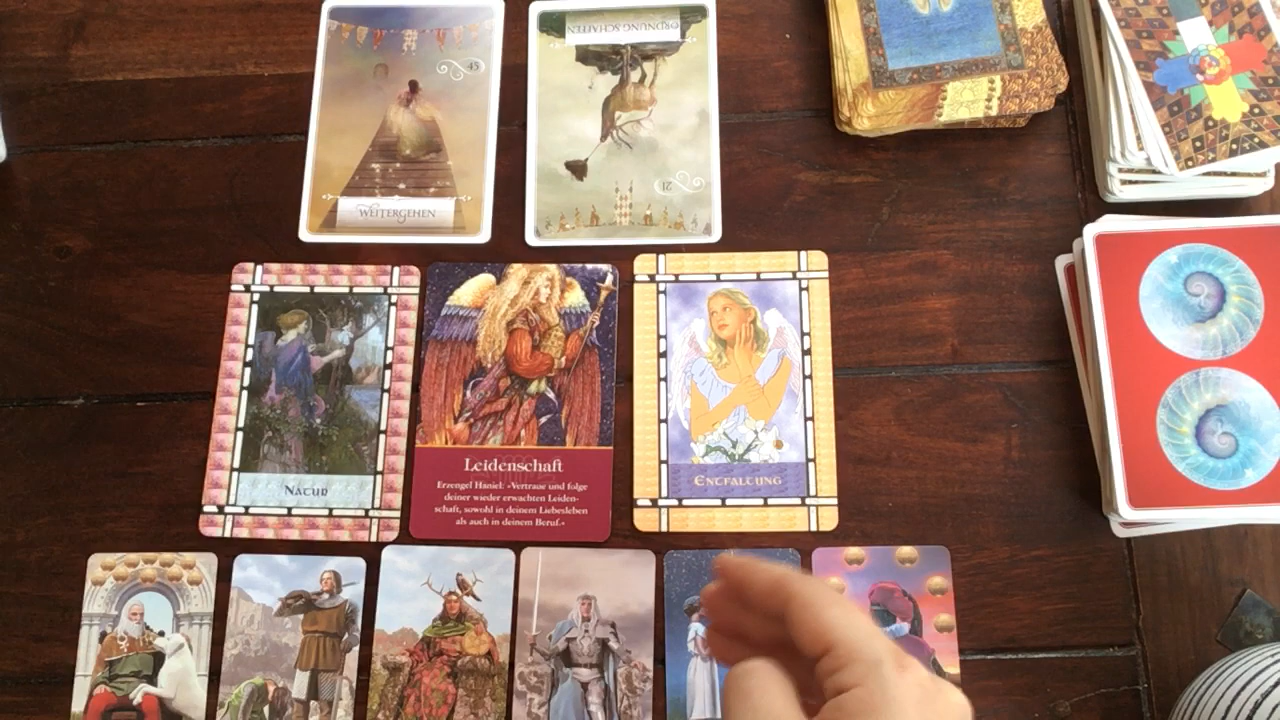 45
WEITERGEHEN
ORDNUNG SCHAFFEN
21
NATUR
Leidenschaft
Erzengel Haniel: »Vertraue und folge
deiner wieder erwachten Leiden-
schaft, sowohl in deinem Liebesleben
als auch in deinem Beruf.«
ENTFALTUNG